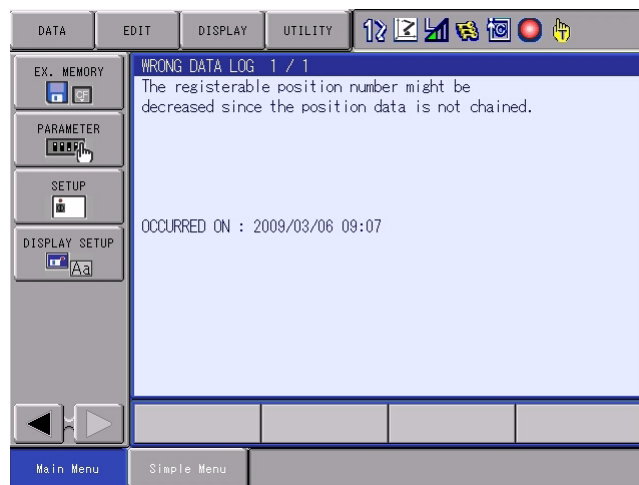 DATA
EDIT
DISPLAY
UTILITY
EX. MEMORY
CF
PARAMETER
SETUP
DISPLAY SETUP
Aa
WRONG DATA LOG 1 / 1
The registerable position number might be
decreased since the position data is not chained.
OCCURRED ON : 2009/03/06 09:07
Main Menu
Simple Menu